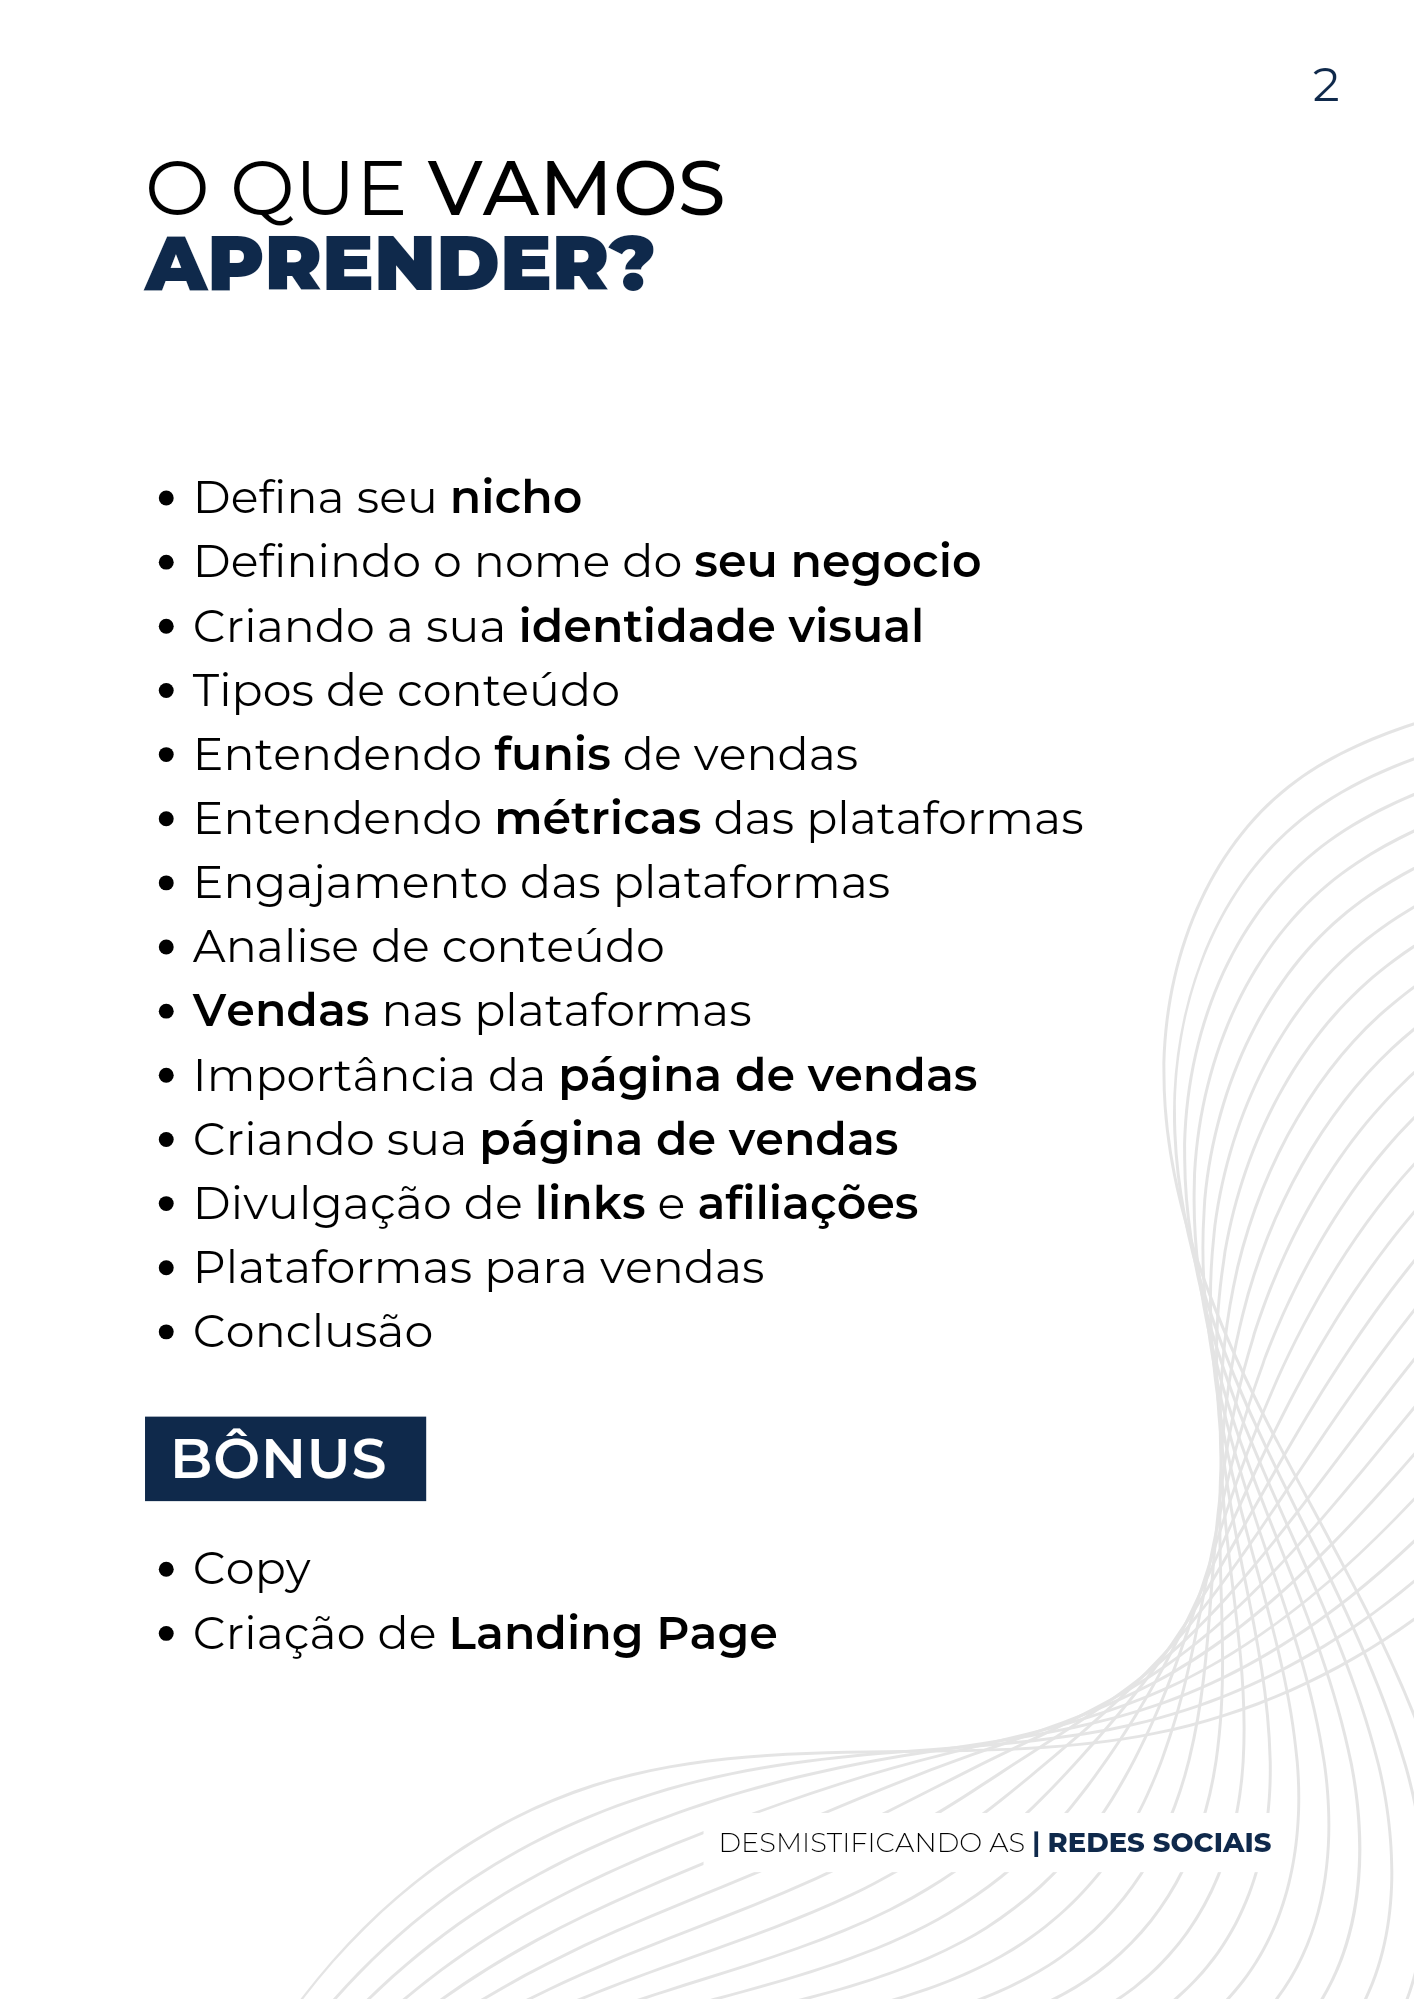 2
O QUE VAMOS
APRENDER?
• Defina seu nicho
• Definindo o nome do seu negocio
• Criando a sua identidade visual
• Tipos de conteúdo
• Entendendo funis de vendas
• Entendendo métricas das plataformas
• Engajamento das plataformas
• Analise de conteúdo
• Vendas nas plataformas
• Importância da página de vendas
• Criando sua página de vendas
• Divulgação de links e afiliações
• Plataformas para vendas
• Conclusão
BÔNUS
• Copy
• Criação de Landing Page
DESMISTIFICANDO AS | REDES SOCIAIS